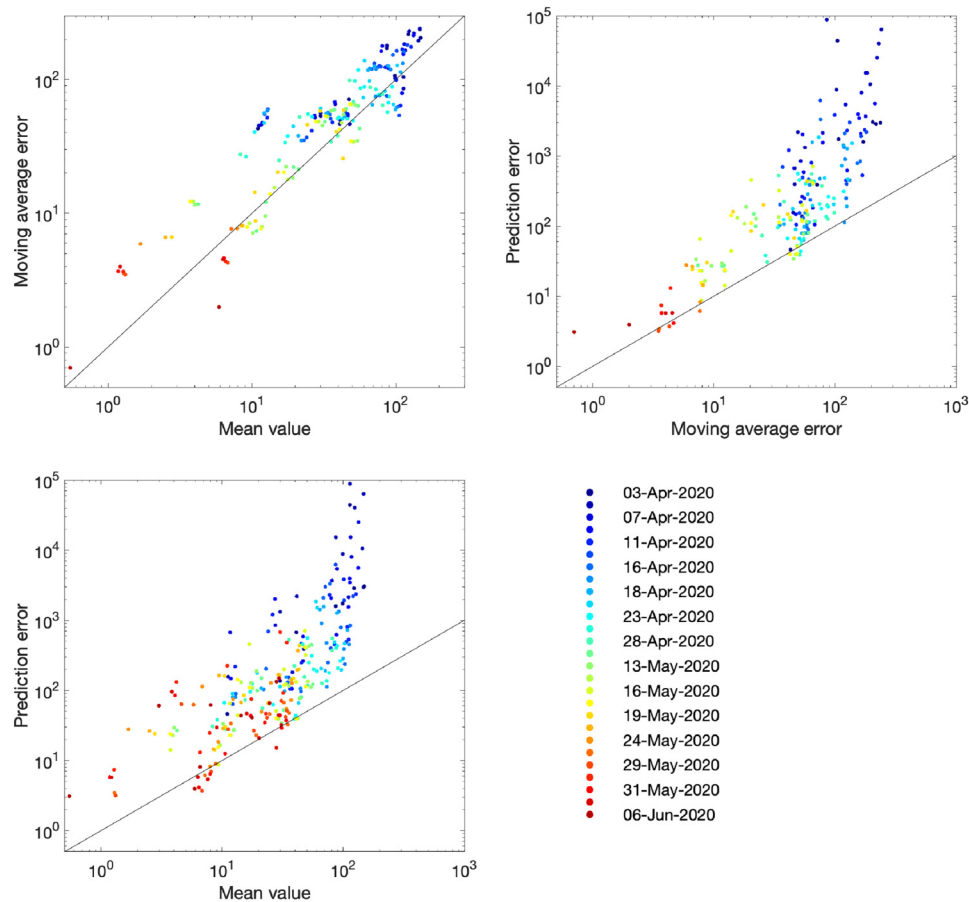 10²
10¹
10⁰
Moving average error
10⁰
10¹
10²
Mean value
10⁵
10⁴
10³
10²
10¹
10⁰
Prediction error
10⁰
10¹
10²
10³
Moving average error
10⁵
10⁴
10³
10²
10¹
10⁰
Prediction error
10⁰
10¹
10²
10³
Mean value
03-Apr-2020
07-Apr-2020
11-Apr-2020
16-Apr-2020
18-Apr-2020
23-Apr-2020
28-Apr-2020
13-May-2020
16-May-2020
19-May-2020
24-May-2020
29-May-2020
31-May-2020
06-Jun-2020